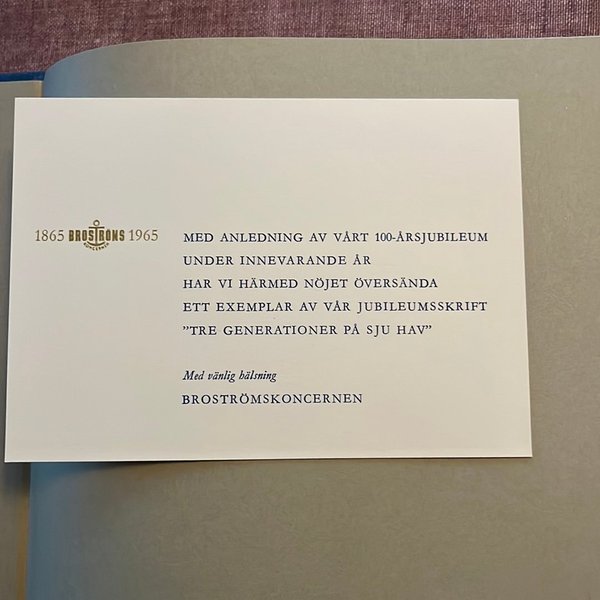 1865 BROSTRÖMS 1965
KONCERNEN
MED ANLEDNING AV VÅRT 100-ÅRSJUBILEUM
UNDER INNEVARANDE ÅR
HAR VI HÄRMED NÖJET ÖVERSÄNDA
ETT EXEMPLAR AV VÅR JUBILEUMSSKRIFT
”TRE GENERATIONER PÅ SJU HAV”
Med vänlig hälsning
BROSTRÖMSKONCERNEN